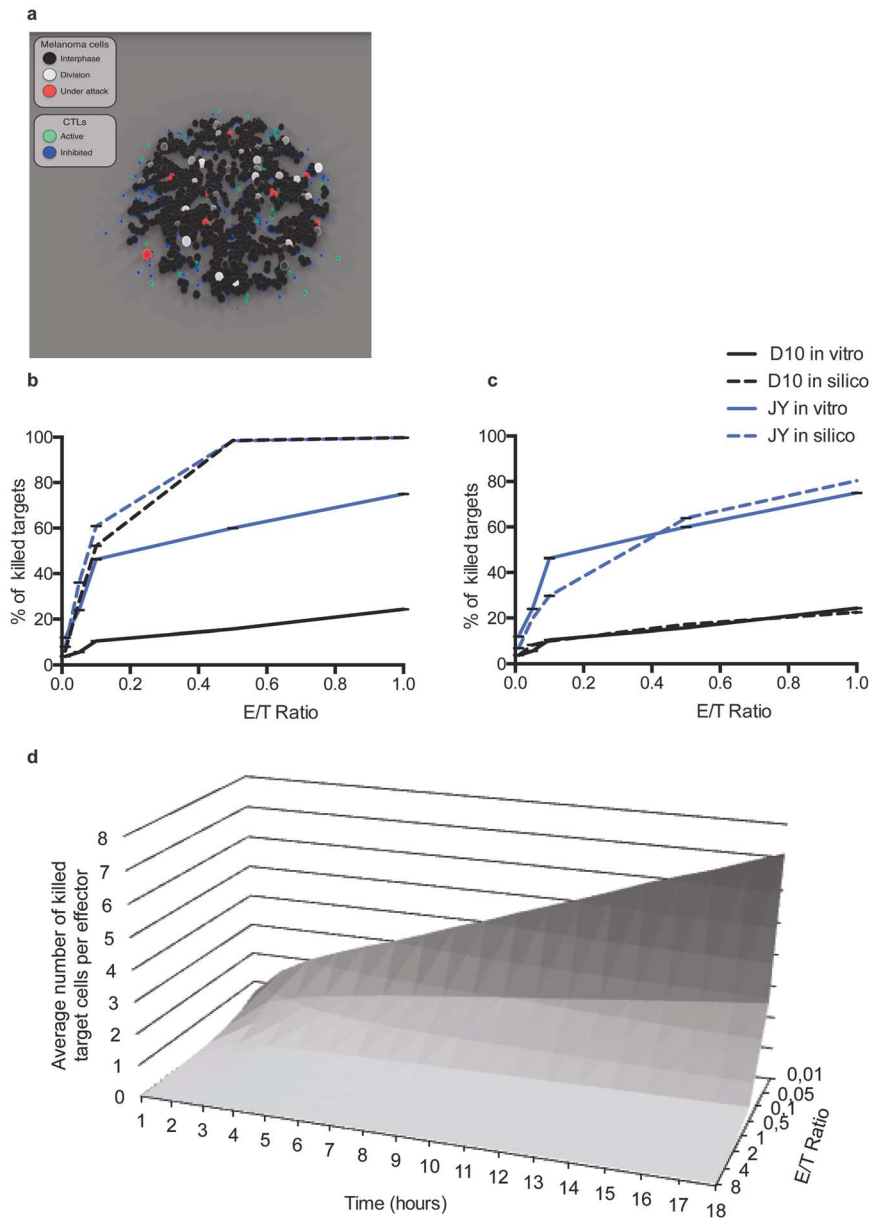 a
Melanoma cells
Interphase
Division
Under attack
CTLs
Active
Inhibited
D10 in vitro
D10 in silico
JY in vitro
JY in silico
b
% of killed targets
100
80
60
40
20
0
0.0
0.2
0.4
0.6
0.8
1.0
E/T Ratio
c
% of killed targets
100
80
60
40
20
0
0.0
0.2
0.4
0.6
0.8
1.0
E/T Ratio
d
Average number of killed
target cells per effector
8
7
6
5
4
3
2
1
0
1
2
3
4
5
6
7
8
9
10
11
12
13
14
15
16
17
18
Time (hours)
0,01
0,05
0,1
0,5
1
2
4
8
E/T Ratio